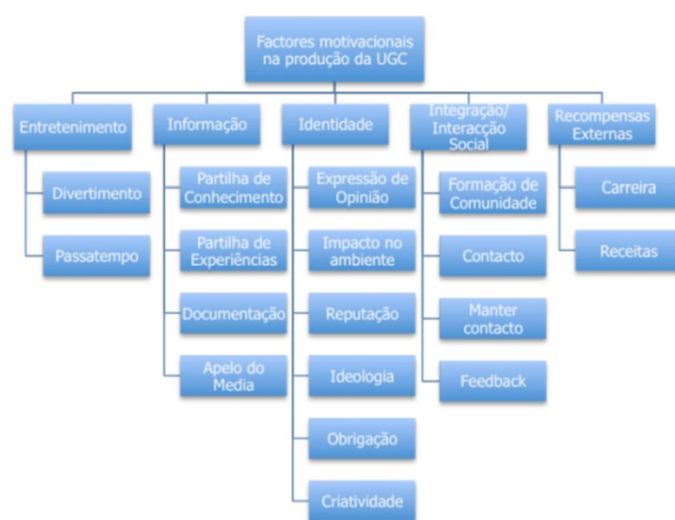 Factores motivacionais
na produção da UGC
Entretenimento
Divertimento
Passatempo
Informação
Partilha de
Conhecimento
Partilha de
Experiências
Documentação
Apelo do
Media
Identidade
Expressão de
Opinião
Impacto no
ambiente
Reputação
Ideologia
Obrigação
Criatividade
Integração/
Interacção
Social
Formação de
Comunidade
Contacto
Manter
contacto
Feedback
Recompensas
Externas
Carreira
Receitas